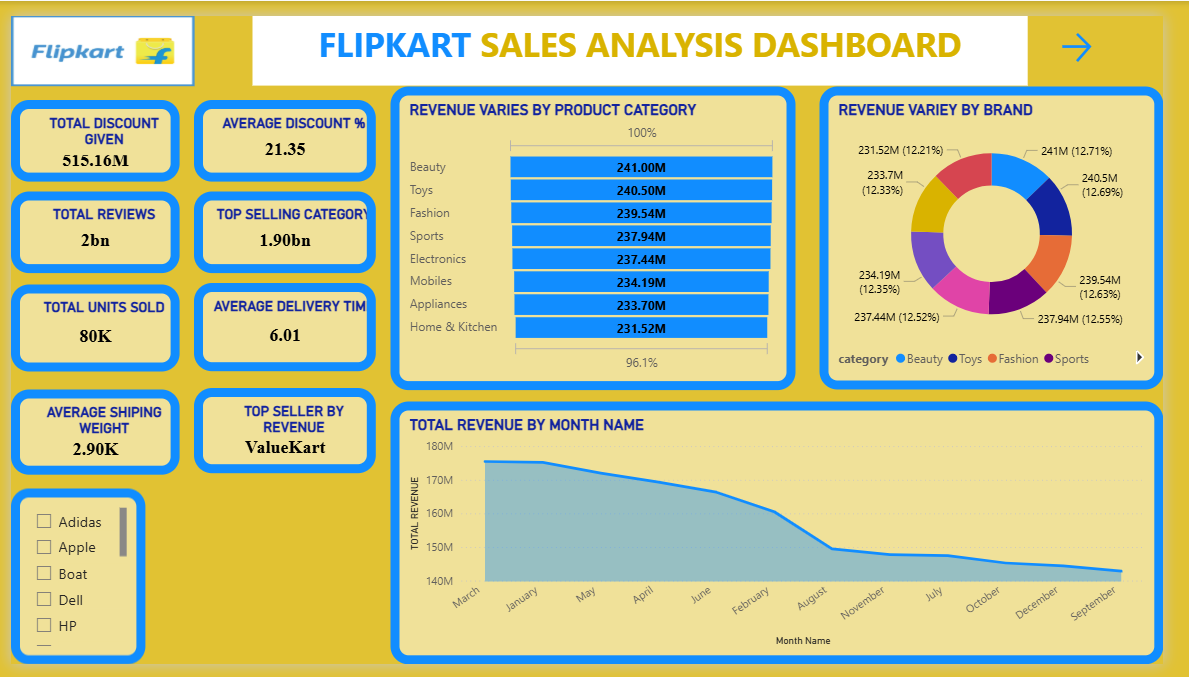 Flipkart
FLIPKART SALES ANALYSIS DASHBOARD
TOTAL DISCOUNT
GIVEN
515.16M
AVERAGE DISCOUNT %
21.35
TOTAL REVIEWS
2bn
TOP SELLING CATEGORY
1.90bn
TOTAL UNITS SOLD
80K
AVERAGE DELIVERY TIM
6.01
AVERAGE SHIPING
WEIGHT
2.90K
TOP SELLER BY
REVENUE
ValueKart
Adidas
Apple
Boat
Dell
HP
REVENUE VARIES BY PRODUCT CATEGORY
100%
Beauty 241.00M
Toys 240.50M
Fashion 239.54M
Sports 237.94M
Electronics 237.44M
Mobiles 234.19M
Appliances 233.70M
Home & Kitchen 231.52M
96.1%
REVENUE VARIEY BY BRAND
231.52M (12.21%)
241M (12.71%)
233.7M
(12.33%)
240.5M
(12.69%)
234.19M
(12.35%)
239.54M
(12.63%)
237.44M (12.52%)
237.94M (12.55%)
category Beauty Toys Fashion Sports
TOTAL REVENUE BY MONTH NAME
TOTAL REVENUE
180M
170M
160M
150M
140M
March January May April June February August November July October December September
Month Name